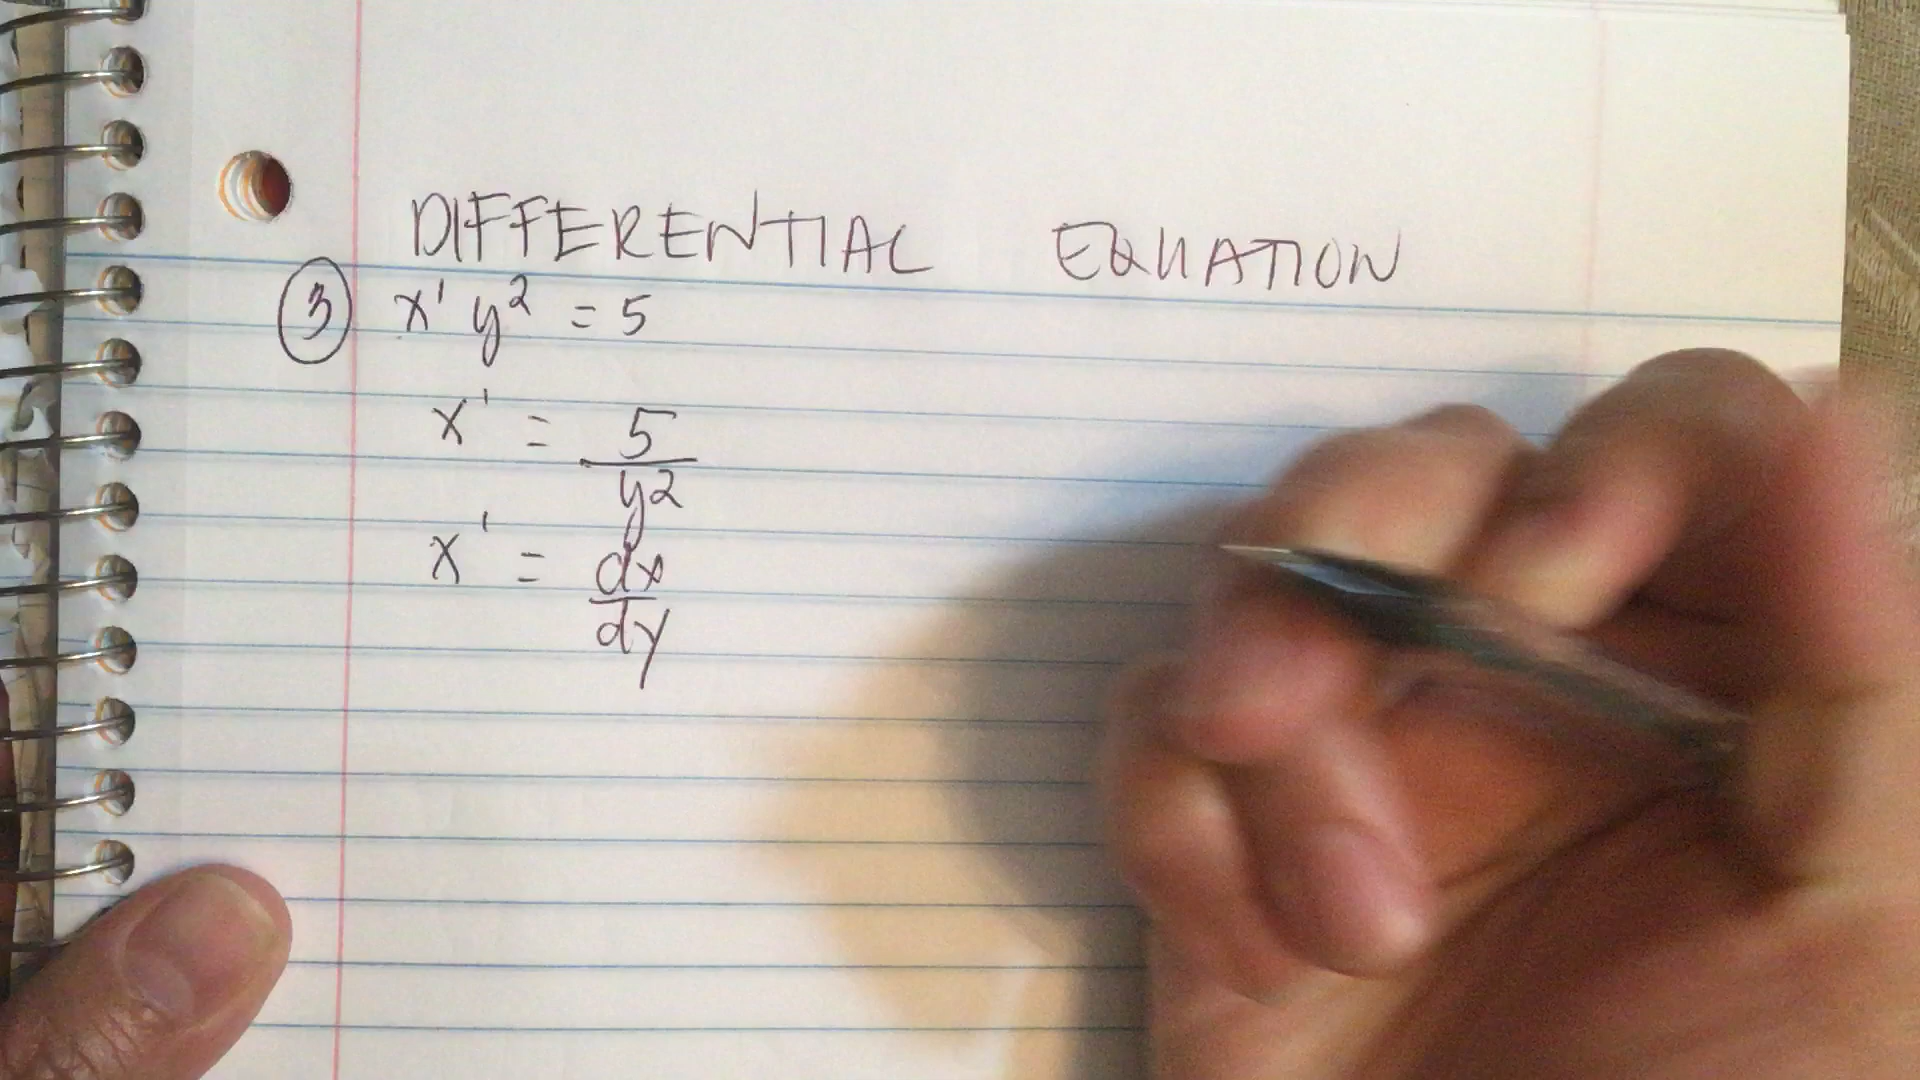 DIFFERENTIAL EQUATION
③ x' y² = 5
x' = 5/y²
x' = dx/dy